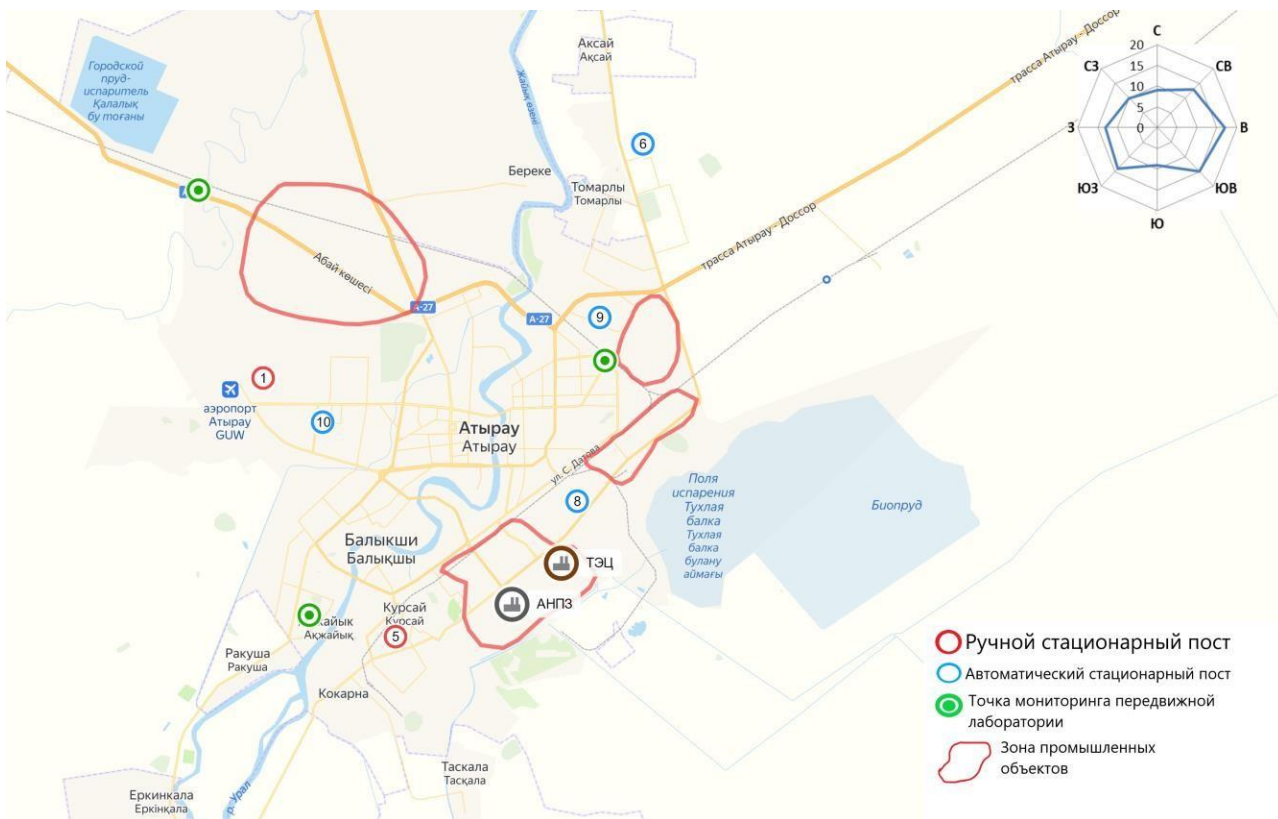 Городской
пруд-
испаритель
Қалалық
бу тоғаны
Аксай
Ақсай
Жайық өзені
трасса Атырау - Доссор
С
СВ
В
ЮВ
Ю
ЮЗ
З
СЗ
20
15
10
5
0
6
Береке
Томарлы
Томарлы
трасса Атырау - Доссор
Абай көшесі
А-27
А-27
9
1
аэропорт
Атырау
GUW
10
Атырау
Атырау
ул. С. Датова
8
Поля
испарения
Тухлая
балка
Тухлая
балка
булану
аймағы
Биопруд
Балыкши
Балықшы
ТЭЦ
АНПЗ
Курсай
Құрсай
5
Ақжайық
Ракуша
Ракуша
Кокарна
Таскала
Тасқала
Еркинкала
Еркінқала
р. Урал
Ручной стационарный пост
Автоматический стационарный пост
Точка мониторинга передвижной
лаборатории
Зона промышленных
объектов